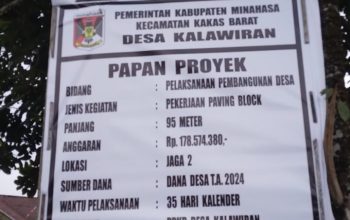 PEMERINTAH KABUPATEN MINAHASA
KECAMATAN KAKAS BARAT
DESA KALAWIRAN
PAPAN PROYEK
BIDANG : PELAKSANAAN PEMBANGUNAN DESA
JENIS KEGIATAN : PEKERJAAN PAVING BLOCK
PANJANG : 95 METER
ANGGARAN : Rp. 178.574.380,-
LOKASI : JAGA 2
SUMBER DANA : DANA DESA T.A. 2024
WAKTU PELAKSANAAN : 35 HARI KALENDER
DESA KALAWIRAN